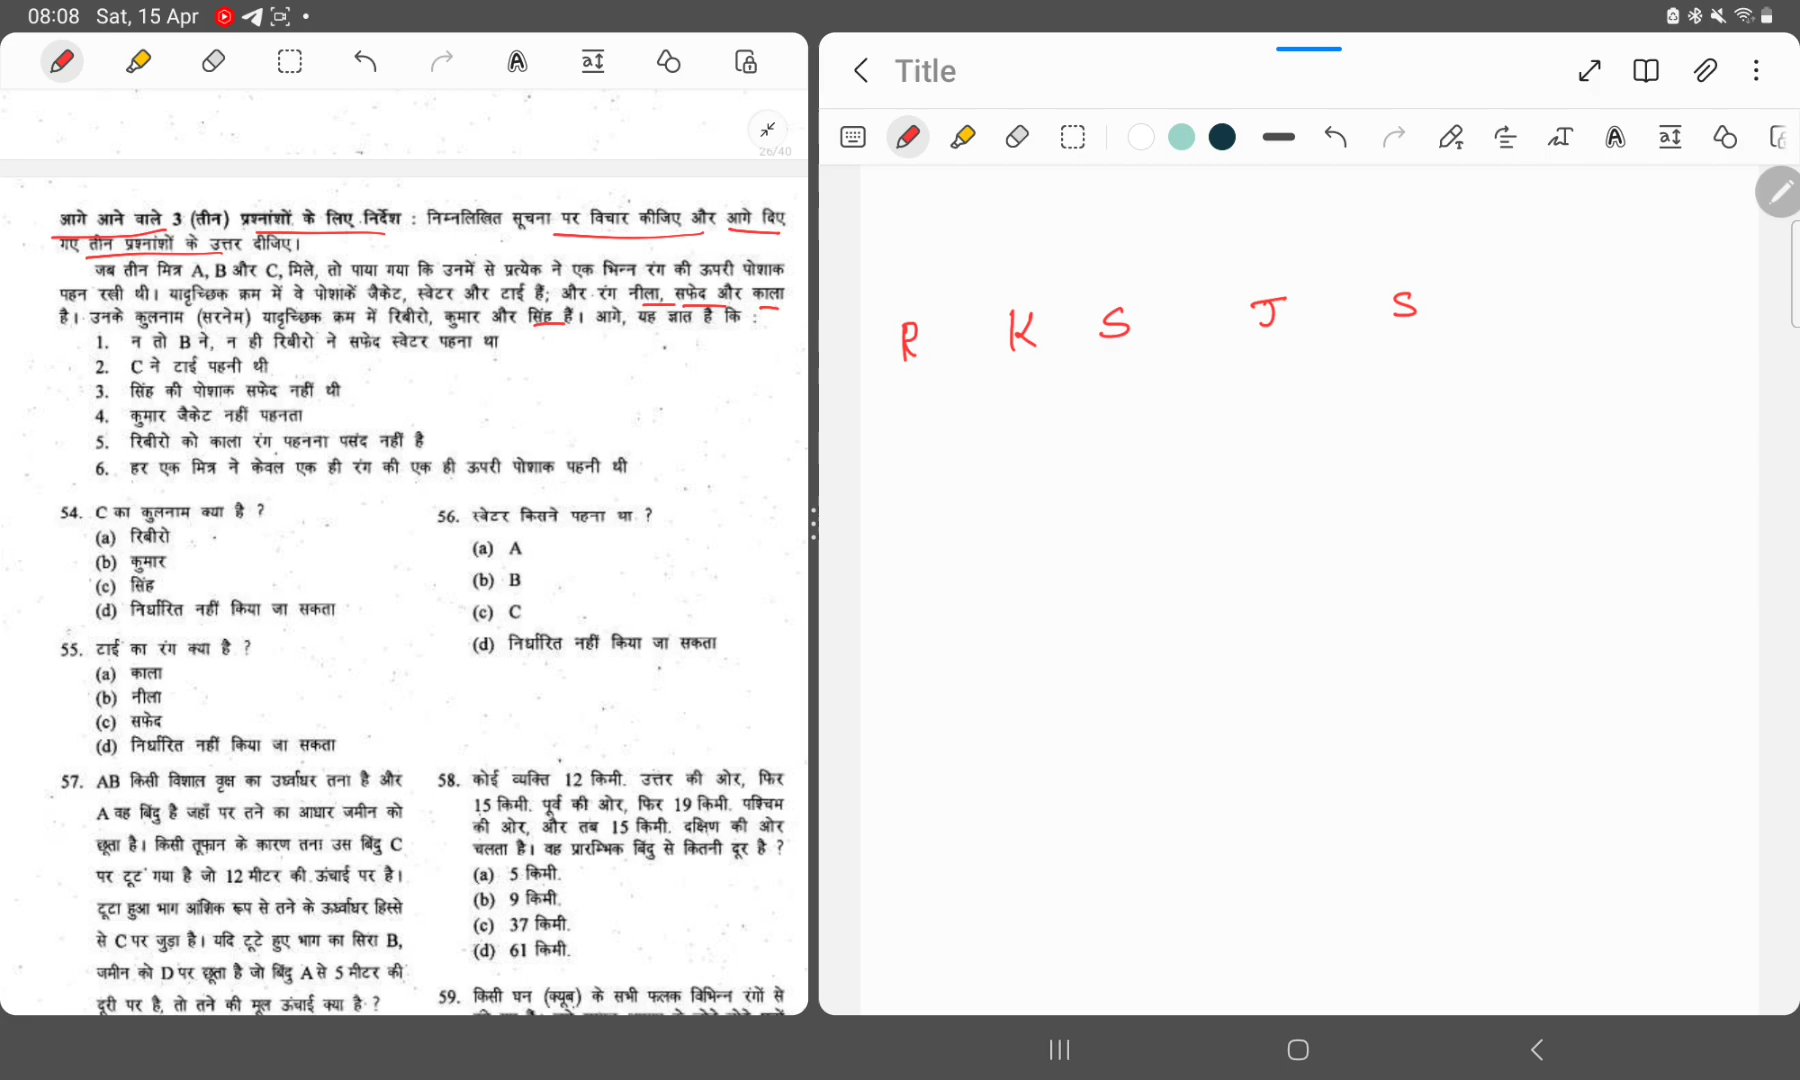 08:08 Sat, 15 Apr
26/40
आगे आने वाले 3 (तीन) प्रश्नांशों के लिए निर्देश : निम्नलिखित सूचना पर विचार कीजिए और आगे दिए
गए तीन प्रश्नांशों के उत्तर दीजिए।
जब तीन मित्र A, B और C, मिले, तो पाया गया कि उनमें से प्रत्येक ने एक भिन्न रंग की ऊपरी पोशाक
पहन रखी थी। यादृच्छिक क्रम में वे पोशाकें जैकेट, स्वेटर और टाई हैं; और रंग नीला, सफेद और काला
है। उनके कुलनाम (सरनेम) यादृच्छिक क्रम में रिबीरो, कुमार और सिंह हैं। आगे, यह ज्ञात है कि :
1. न तो B ने, न ही रिबीरो ने सफेद स्वेटर पहना था
2. C ने टाई पहनी थी
3. सिंह की पोशाक सफेद नहीं थी
4. कुमार जैकेट नहीं पहनता
5. रिबीरो को काला रंग पहनना पसंद नहीं है
6. हर एक मित्र ने केवल एक ही रंग की एक ही ऊपरी पोशाक पहनी थी
54. C का कुलनाम क्या है ?
(a) रिबीरो
(b) कुमार
(c) सिंह
(d) निर्धारित नहीं किया जा सकता
55. टाई का रंग क्या है ?
(a) काला
(b) नीला
(c) सफेद
(d) निर्धारित नहीं किया जा सकता
56. स्वेटर किसने पहना था ?
(a) A
(b) B
(c) C
(d) निर्धारित नहीं किया जा सकता
57. AB किसी विशाल वृक्ष का उर्ध्वाधर तना है और
A वह बिंदु है जहाँ पर तने का आधार जमीन को
छूता है। किसी तूफान के कारण तना उस बिंदु C
पर टूट गया है जो 12 मीटर की ऊंचाई पर है।
टूटा हुआ भाग आंशिक रूप से तने के ऊर्ध्वाधर हिस्से
से C पर जुड़ा है। यदि टूटे हुए भाग का सिरा B,
जमीन को D पर छूता है जो बिंदु A से 5 मीटर की
दूरी पर है, तो तने की मूल ऊंचाई क्या है ?
58. कोई व्यक्ति 12 किमी. उत्तर की ओर, फिर
15 किमी. पूर्व की ओर, फिर 19 किमी. पश्चिम
की ओर, और तब 15 किमी. दक्षिण की ओर
चलता है। वह प्रारम्भिक बिंदु से कितनी दूर है ?
(a) 5 किमी.
(b) 9 किमी.
(c) 37 किमी.
(d) 61 किमी.
59. किसी घन (क्यूब) के सभी फलक विभिन्न रंगों से
Title
R K S J S